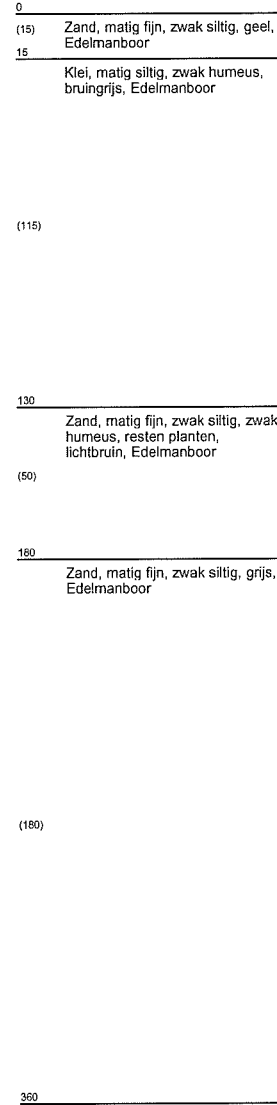 0
(15) Zand, matig fijn, zwak siltig, geel,
Edelmanboor
15
Klei, matig siltig, zwak humeus,
bruingrijs, Edelmanboor
(115)
130
Zand, matig fijn, zwak siltig, zwak
humeus, resten planten,
lichtbruin, Edelmanboor
(50)
180
Zand, matig fijn, zwak siltig, grijs,
Edelmanboor
(180)
360